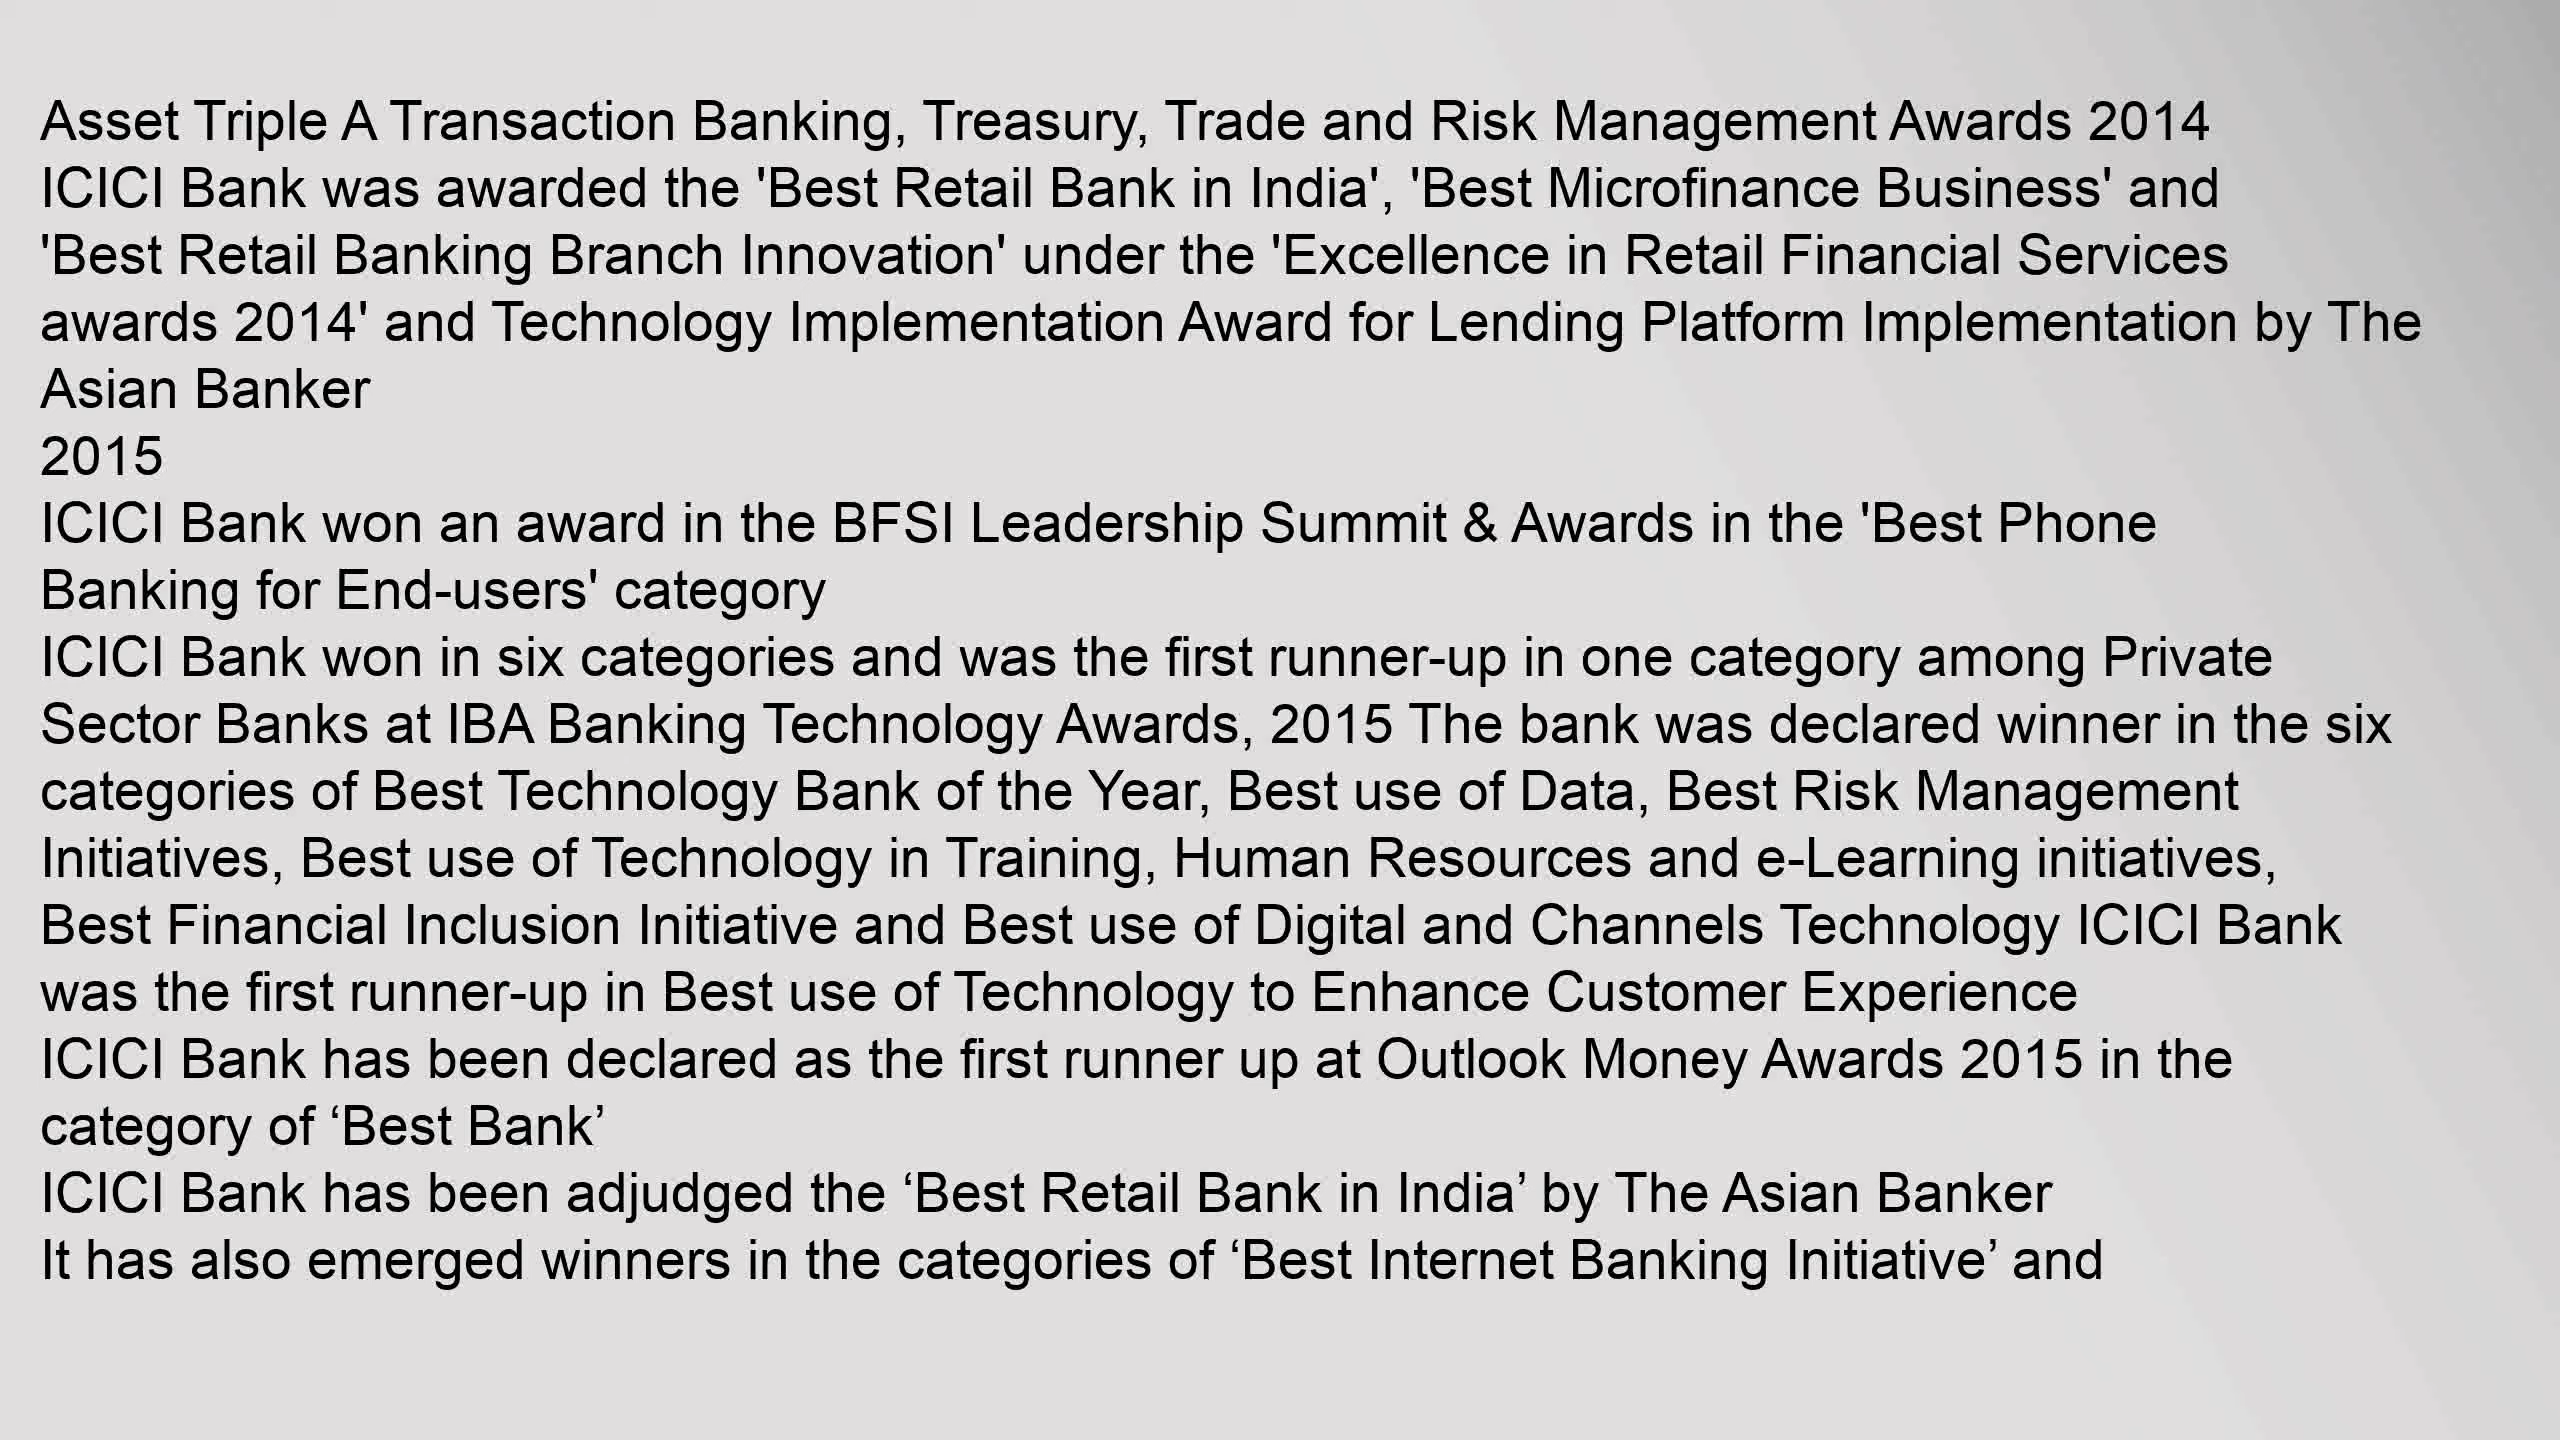 Asset Triple A Transaction Banking, Treasury, Trade and Risk Management Awards 2014
ICICI Bank was awarded the 'Best Retail Bank in India', 'Best Microfinance Business' and
'Best Retail Banking Branch Innovation' under the 'Excellence in Retail Financial Services
awards 2014' and Technology Implementation Award for Lending Platform Implementation by The
Asian Banker
2015
ICICI Bank won an award in the BFSI Leadership Summit & Awards in the 'Best Phone
Banking for End-users' category
ICICI Bank won in six categories and was the first runner-up in one category among Private
Sector Banks at IBA Banking Technology Awards, 2015 The bank was declared winner in the six
categories of Best Technology Bank of the Year, Best use of Data, Best Risk Management
Initiatives, Best use of Technology in Training, Human Resources and e-Learning initiatives,
Best Financial Inclusion Initiative and Best use of Digital and Channels Technology ICICI Bank
was the first runner-up in Best use of Technology to Enhance Customer Experience
ICICI Bank has been declared as the first runner up at Outlook Money Awards 2015 in the
category of ‘Best Bank’
ICICI Bank has been adjudged the ‘Best Retail Bank in India’ by The Asian Banker
It has also emerged winners in the categories of ‘Best Internet Banking Initiative’ and